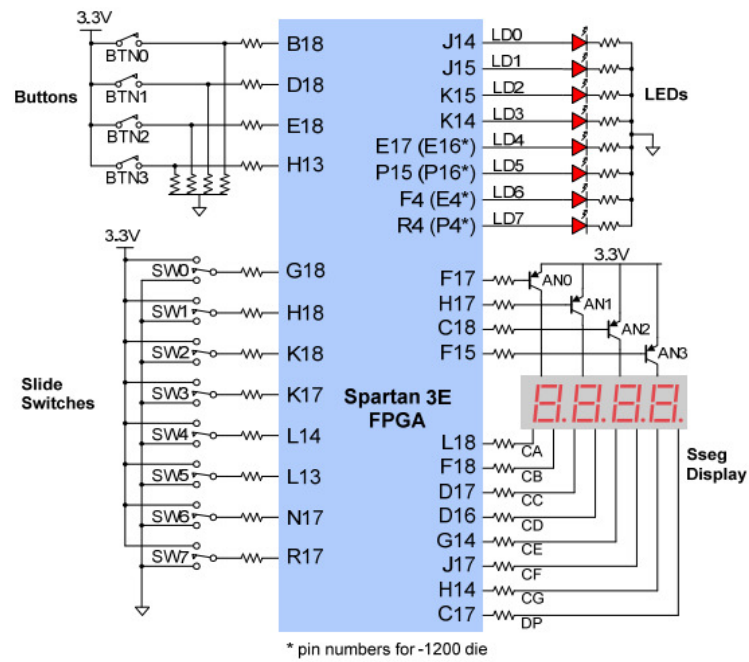 3.3V
BTN0
B18
BTN1
D18
Buttons
BTN2
E18
BTN3
H13
3.3V
SW0
G18
SW1
H18
SW2
K18
Slide
Switches
SW3
K17
SW4
L14
SW5
L13
SW6
N17
SW7
R17
Spartan 3E
FPGA
J14
LD0
J15
LD1
K15
LD2
K14
LD3
E17 (E16*)
LD4
P15 (P16*)
LD5
F4 (E4*)
LD6
R4 (P4*)
LD7
LEDs
3.3V
F17
AN0
H17
AN1
C18
AN2
F15
AN3
8.8.8.8.
Sseg
Display
L18
CA
F18
CB
D17
CC
D16
CD
G14
CE
J17
CF
H14
CG
C17
DP
* pin numbers for -1200 die